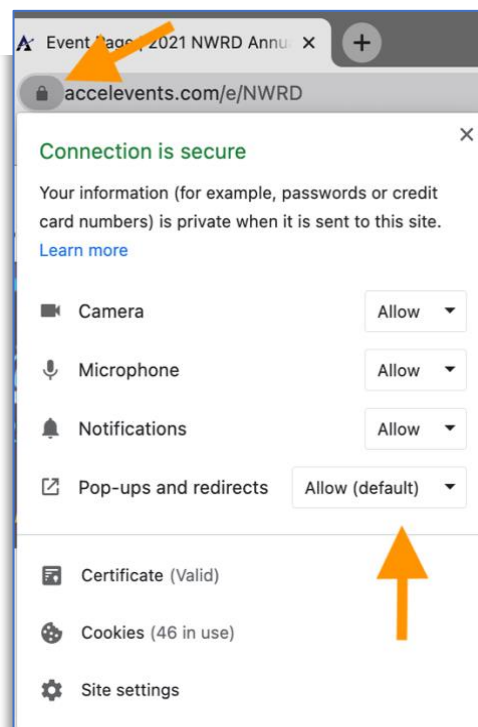 Event Page | 2021 NWRD Annu
accelevents.com/e/NWRD
Connection is secure
Your information (for example, passwords or credit
card numbers) is private when it is sent to this site.
Learn more
Camera Allow
Microphone Allow
Notifications Allow
Pop-ups and redirects Allow (default)
Certificate (Valid)
Cookies (46 in use)
Site settings